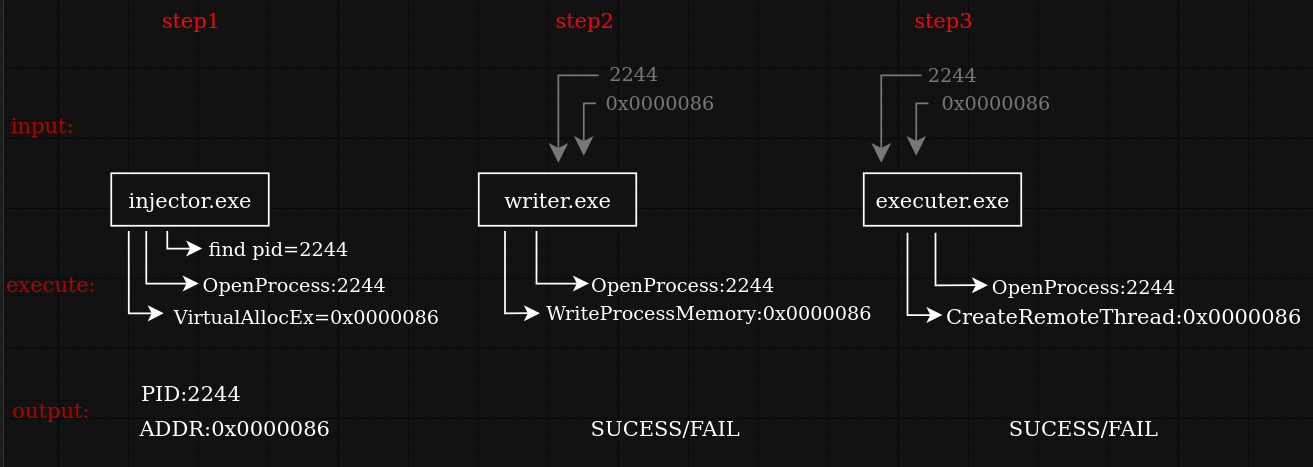 step1 step2 step3
2244 2244
0x0000086 0x0000086
input:
injector.exe writer.exe executer.exe
find pid=2244
execute: OpenProcess:2244 OpenProcess:2244 OpenProcess:2244
VirtualAllocEx=0x0000086 WriteProcessMemory:0x0000086 CreateRemoteThread:0x0000086
PID:2244
output:
ADDR:0x0000086 SUCESS/FAIL SUCESS/FAIL